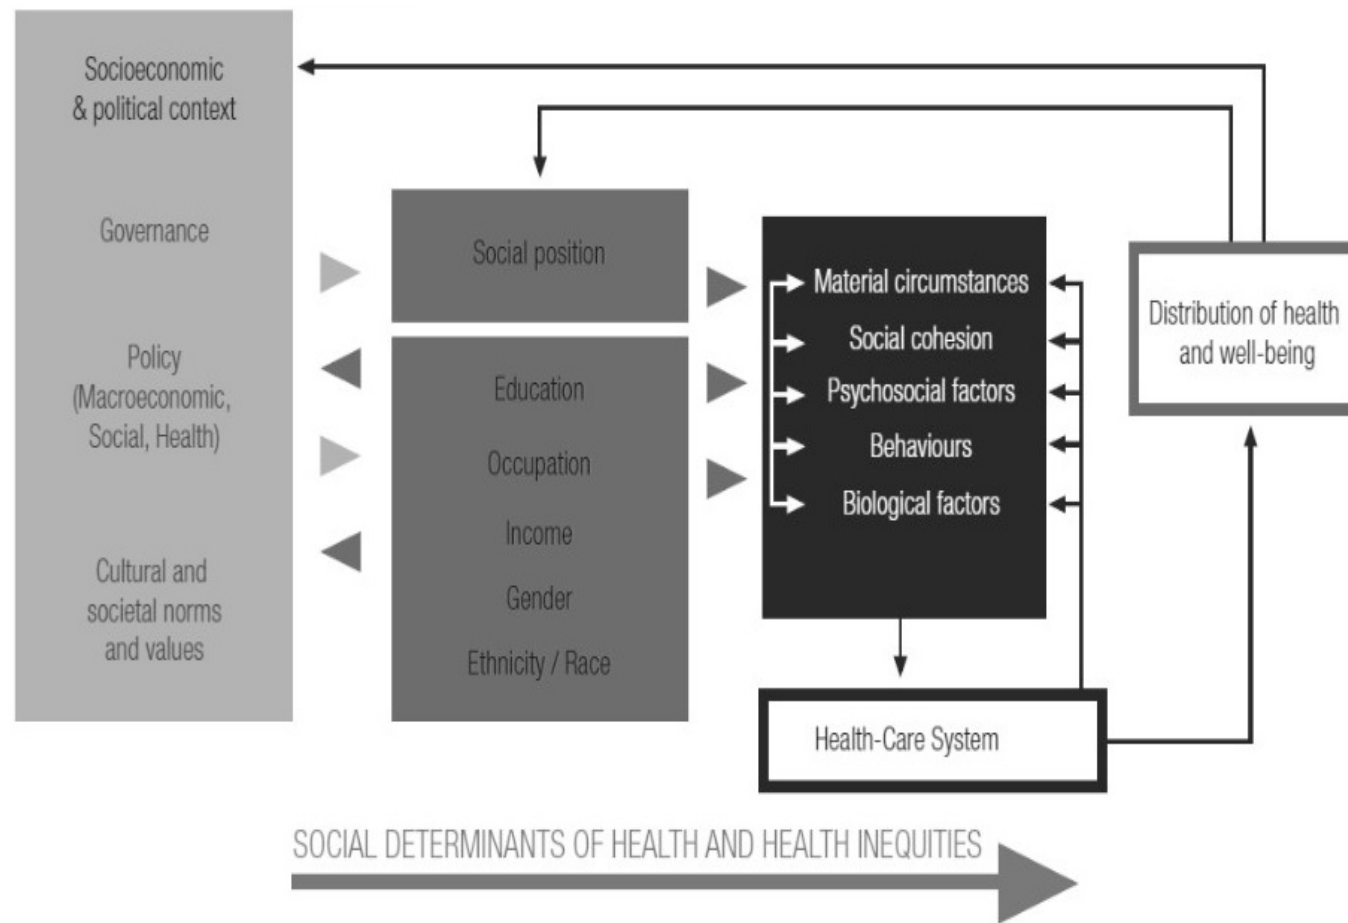 Socioeconomic
& political context
Governance
Policy
(Macroeconomic,
Social, Health)
Cultural and
societal norms
and values
Social position
Education
Occupation
Income
Gender
Ethnicity / Race
Material circumstances
Social cohesion
Psychosocial factors
Behaviours
Biological factors
Health-Care System
Distribution of health
and well-being
SOCIAL DETERMINANTS OF HEALTH AND HEALTH INEQUITIES